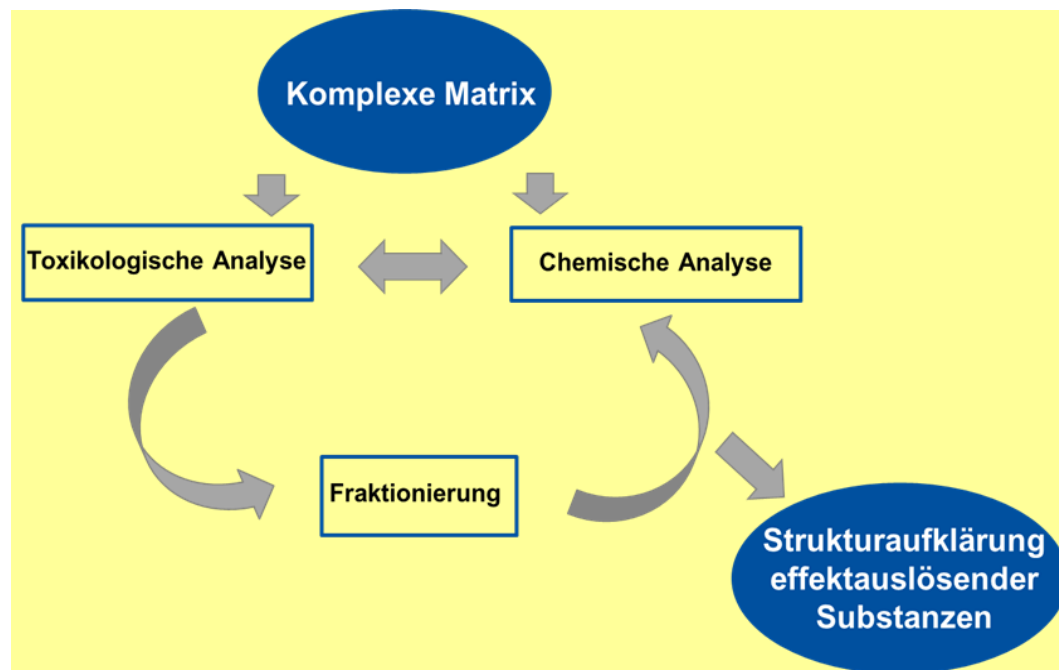 Komplexe Matrix
Toxikologische Analyse
Chemische Analyse
Fraktionierung
Strukturaufklärung
effektauslösender
Substanzen